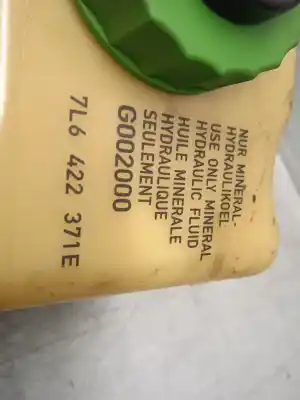 NUR MINERAL-
HYDRAULIKOEL
USE ONLY MINERAL
HYDRAULIC FLUID
HUILE MINERALE
HYDRAULIQUE
SEULEMENT
G002000
7L6 422 371E